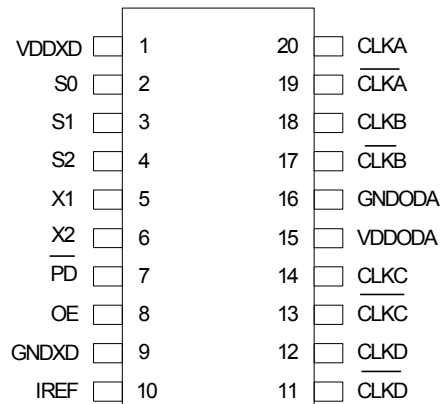 VDDXD 1 20 CLKA
S0 2 19 CLKA
S1 3 18 CLKB
S2 4 17 CLKB
X1 5 16 GNDODA
X2 6 15 VDDODA
PD 7 14 CLKC
OE 8 13 CLKC
GNDXD 9 12 CLKD
IREF 10 11 CLKD